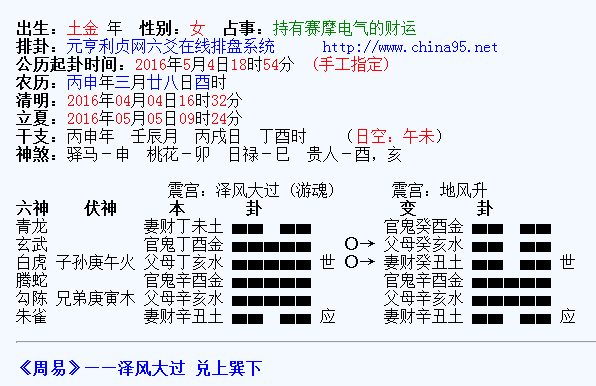 出生：土金 年 性别：女 占事：持有赛摩电气的财运
排卦：元亨利贞网六爻在线排盘系统 http://www.china95.net
公历起卦时间：2016年5月4日18时54分 (手工指定)
农历：丙申年三月廿八日酉时
清明：2016年04月04日16时32分
立夏：2016年05月05日09时24分
干支：丙申年 壬辰月 丙戌日 丁酉时 （日空：午未）
神煞：驿马－申 桃花－卯 日禄－巳 贵人－酉，亥
震宫：泽风大过 (游魂) 震宫：地风升
六神 伏神 本 卦 变 卦
青龙 妻财丁未土 官鬼癸酉金
玄武 官鬼丁酉金 O→ 父母癸亥水
白虎 子孙庚午火 父母丁亥水 世 O→ 妻财癸丑土 世
腾蛇 官鬼辛酉金 官鬼辛酉金
勾陈 兄弟庚寅木 父母辛亥水 父母辛亥水
朱雀 妻财辛丑土 应 妻财辛丑土 应
《周易》――泽风大过 兑上巽下